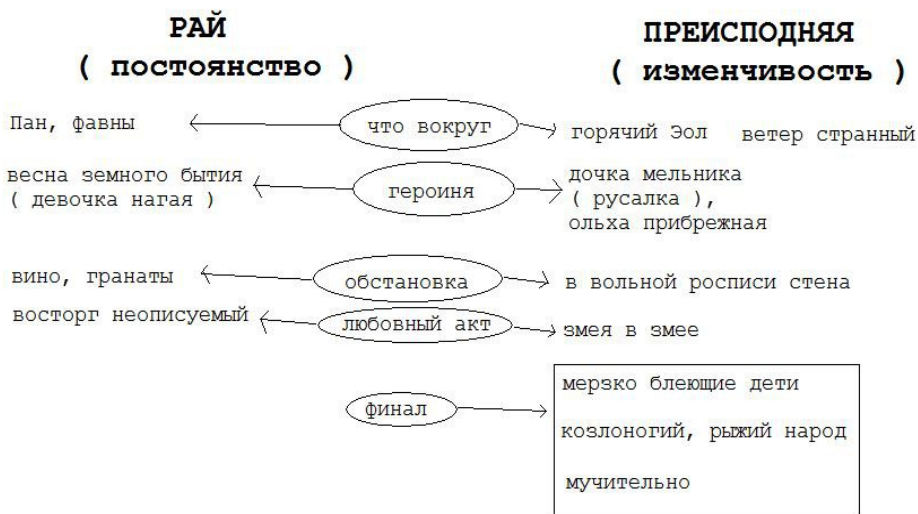 РАЙ
( постоянство )
ПРЕИСПОДНЯЯ
( изменчивость )
Пан, фавны
что вокруг
горячий Эол ветер странный
весна земного бытия
( девочка нагая )
героиня
дочка мельника
( русалка ),
ольха прибрежная
вино, гранаты
обстановка
в вольной росписи стена
восторг неописуемый
любовный акт
змея в змее
финал
мерзко блеющие дети
козлоногий, рыжий народ
мучительно